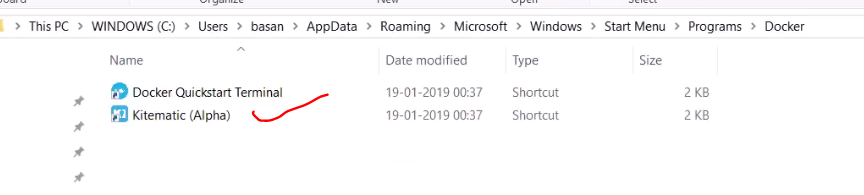 Organize New Open Select
This PC > WINDOWS (C:) > Users > basan > AppData > Roaming > Microsoft > Windows > Start Menu > Programs > Docker
Name Date modified Type Size
Docker Quickstart Terminal 19-01-2019 00:37 Shortcut 2 KB
Kitematic (Alpha) 19-01-2019 00:37 Shortcut 2 KB